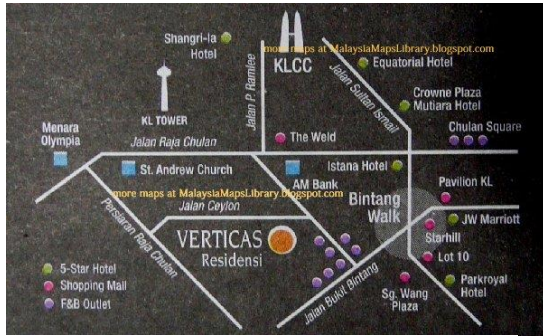 Shangri-la
Hotel
more maps at MalaysiaMapsLibrary.blogspot.com
KLCC
Equatorial Hotel
Jalan P. Ramlee
Jalan Sultan Ismail
Crowne Plaza
Mutiara Hotel
KL TOWER
Chulan Square
Menara
Olympia
Jalan Raja Chulan
The Weld
St. Andrew Church
AM Bank
Istana Hotel
more maps at MalaysiaMapsLibrary.blogspot.com
Pavilion KL
Persiaran Raja Chulan
Jalan Ceylon
Bintang
Walk
JW Marriott
VERTICAS
Residensi
Starhill
Lot 10
5-Star Hotel
Shopping Mall
F&B Outlet
Jalan Bukit Bintang
Sg. Wang
Plaza
Parkroyal
Hotel